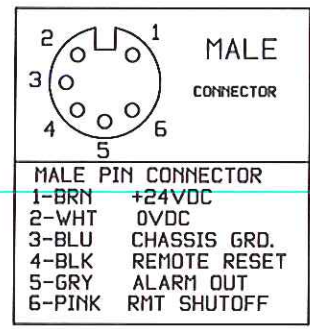 2 1
3
4 6
5
MALE
CONNECTOR
MALE PIN CONNECTOR
1-BRN +24VDC
2-WHT 0VDC
3-BLU CHASSIS GRD.
4-BLK REMOTE RESET
5-GRY ALARM OUT
6-PINK RMT SHUTOFF